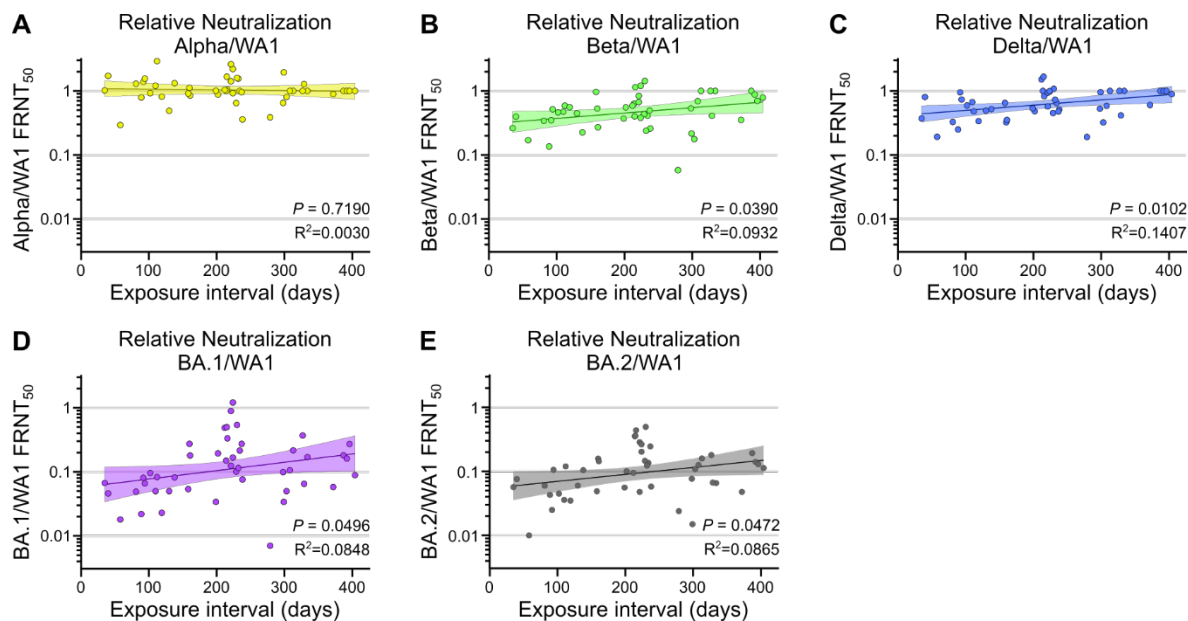 A
Relative Neutralization
Alpha/WA1
Alpha/WA1 FRNT50
1
0.1
0.01
P = 0.7190
R2=0.0030
0 100 200 300 400
Exposure interval (days)
B
Relative Neutralization
Beta/WA1
Beta/WA1 FRNT50
1
0.1
0.01
P = 0.0390
R2=0.0932
0 100 200 300 400
Exposure interval (days)
C
Relative Neutralization
Delta/WA1
Delta/WA1 FRNT50
1
0.1
0.01
P = 0.0102
R2=0.1407
0 100 200 300 400
Exposure interval (days)
D
Relative Neutralization
BA.1/WA1
BA.1/WA1 FRNT50
1
0.1
0.01
P = 0.0496
R2=0.0848
0 100 200 300 400
Exposure interval (days)
E
Relative Neutralization
BA.2/WA1
BA.2/WA1 FRNT50
1
0.1
0.01
P = 0.0472
R2=0.0865
0 100 200 300 400
Exposure interval (days)